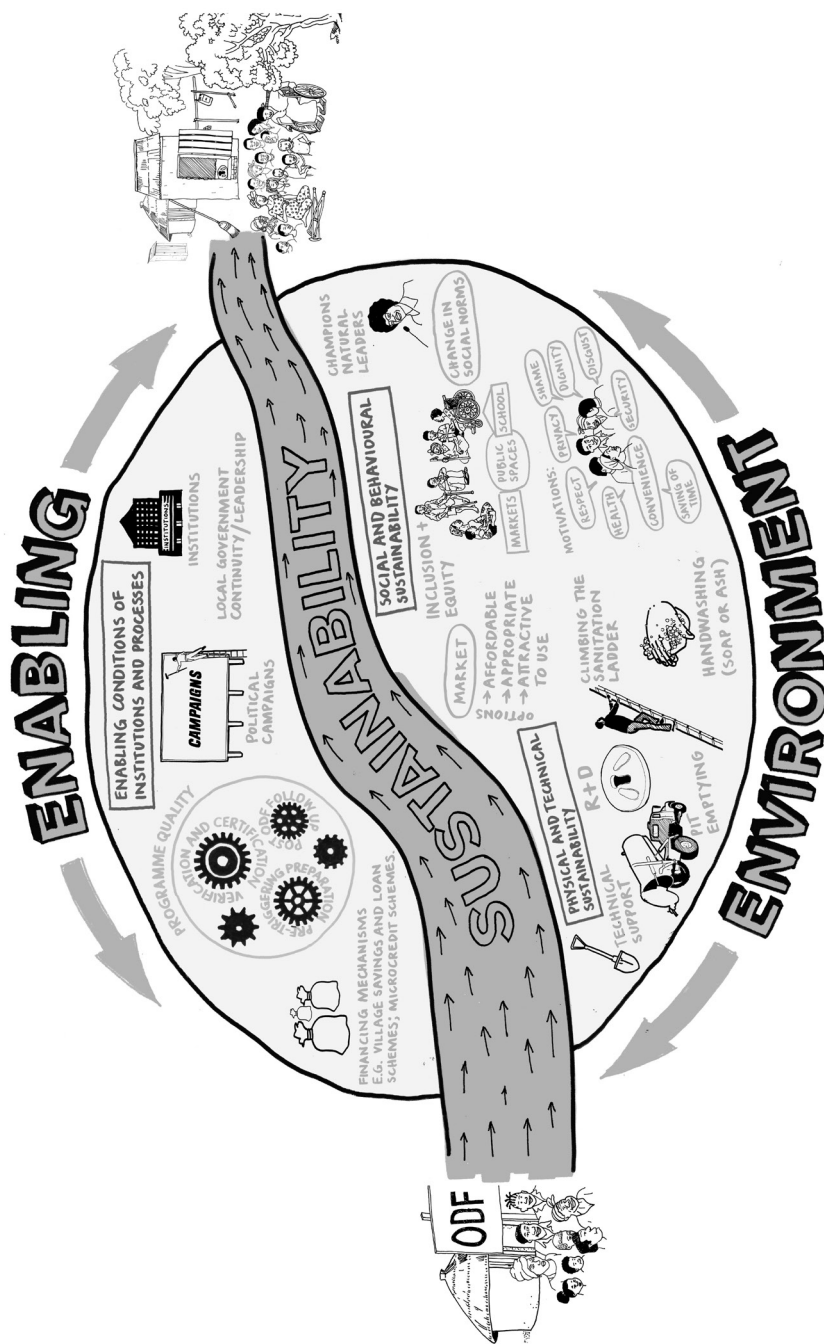 ENABLING
ENABLING CONDITIONS OF
INSTITUTIONS AND PROCESSES
PROGRAMME QUALITY
VERIFICATION AND CERTIFICATION
PRE-TRIGGERING PREPARATION
POST ODF FOLLOW UP
CAMPAIGNS
POLITICAL
CAMPAIGNS
INSTITUTIONS
INSTITUTIONS
LOCAL GOVERNMENT
CONTINUITY/LEADERSHIP
FINANCING MECHANISMS
E.G. VILLAGE SAVINGS AND LOAN
SCHEMES; MICROCREDIT SCHEMES
ODF
SUSTAINABILITY
SOCIAL AND BEHAVIOURAL
SUSTAINABILITY
CHAMPIONS
NATURAL
LEADERS
INCLUSION +
EQUITY
MARKETS
PUBLIC
SPACES
SCHOOL
CHANGE IN
SOCIAL NORMS
MARKET
OPTIONS
→ AFFORDABLE
→ APPROPRIATE
→ ATTRACTIVE
TO USE
MOTIVATIONS:
RESPECT
PRIVACY
SHAME
DIGNITY
DISGUST
HEALTH
CONVENIENCE
SECURITY
SAVING OF
TIME
PHYSICAL AND TECHNICAL
SUSTAINABILITY
TECHNICAL
SUPPORT
R+D
PIT
EMPTYING
CLIMBING THE
SANITATION
LADDER
HANDWASHING
(SOAP OR ASH)
ENVIRONMENT